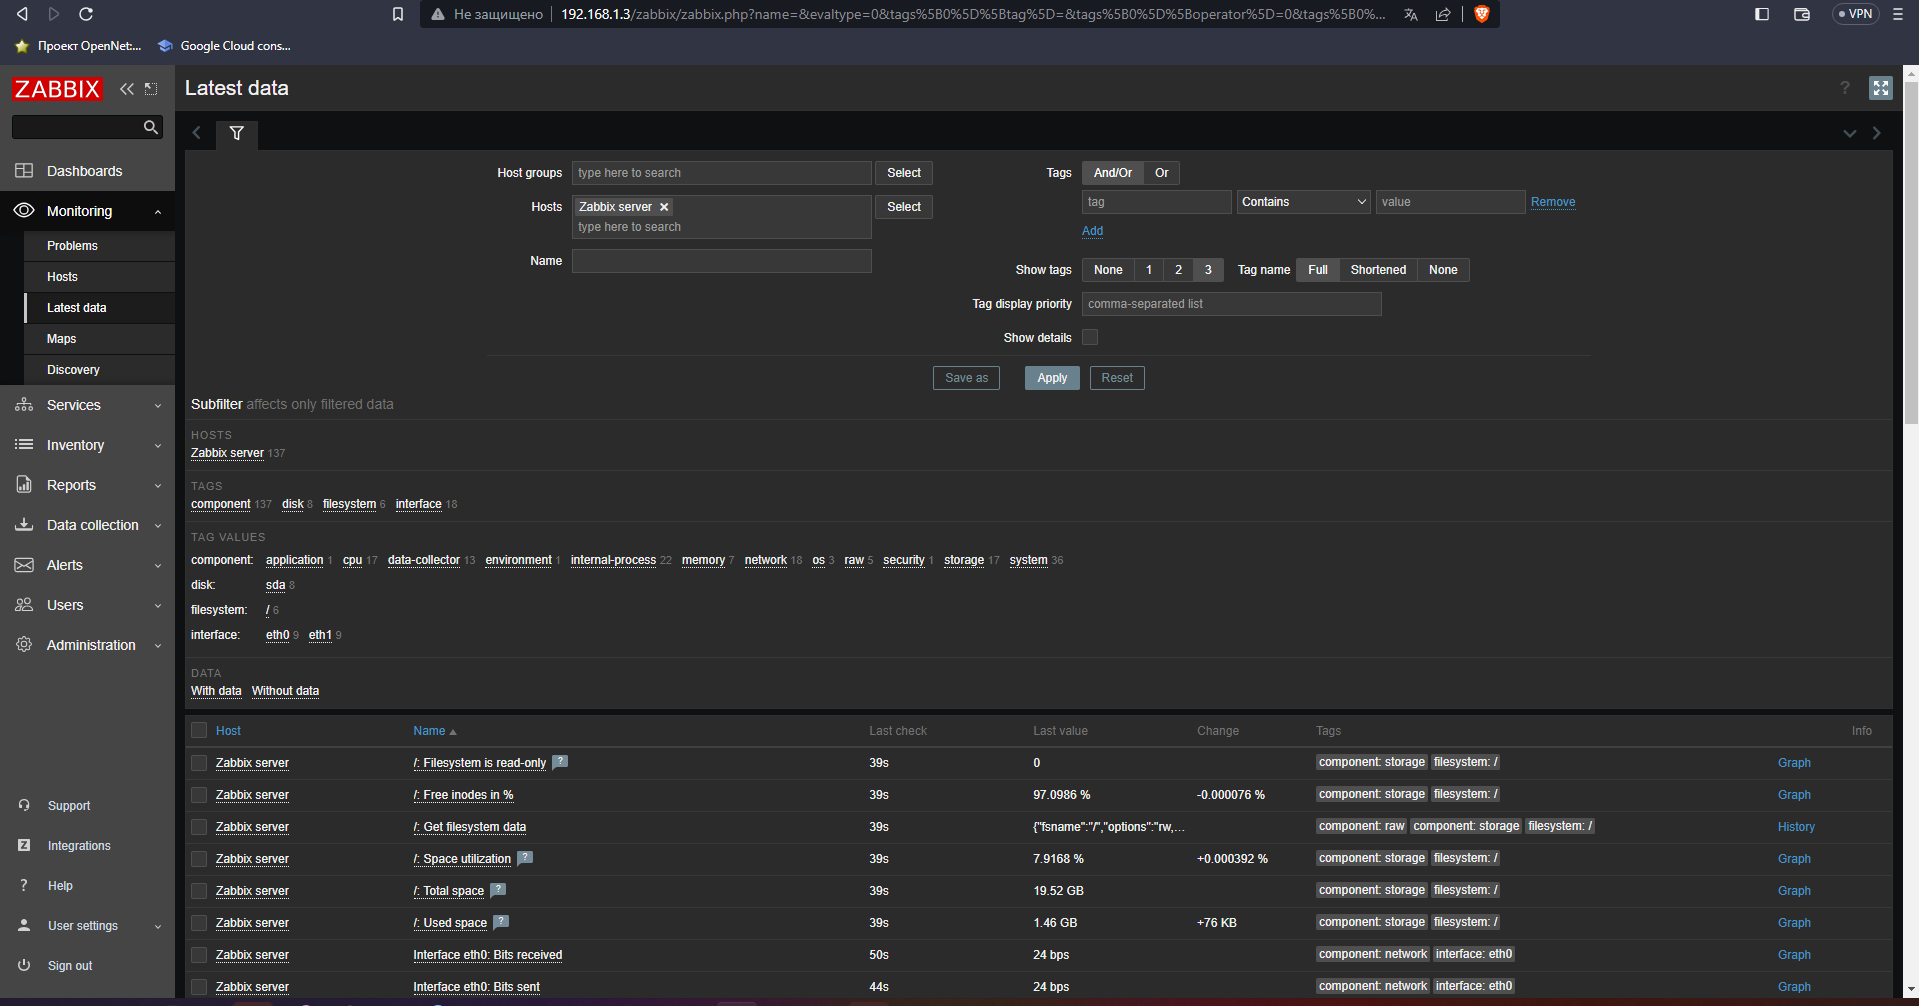 Не защищено 192.168.1.3/zabbix/zabbix.php?name=&evaltype=0&tags%5B0%5D%5Btag%5D=&tags%5B0%5D%5Boperator%5D=0&tags%5B0%... VPN
Проект OpenNet:... Google Cloud cons...
ZABBIX
Latest data
?
Dashboards
Monitoring
Problems
Hosts
Latest data
Maps
Discovery
Services
Inventory
Reports
Data collection
Alerts
Users
Administration
Support
Z Integrations
? Help
User settings
Sign out
Host groups type here to search Select
Hosts Zabbix server Select
type here to search
Name
Tags And/Or Or
tag Contains value Remove
Add
Show tags None 1 2 3 Tag name Full Shortened None
Tag display priority comma-separated list
Show details
Save as Apply Reset
Subfilter affects only filtered data
HOSTS
Zabbix server 137
TAGS
component 137 disk 8 filesystem 6 interface 18
TAG VALUES
component: application 1 cpu 17 data-collector 13 environment 1 internal-process 22 memory 7 network 18 os 3 raw 5 security 1 storage 17 system 36
disk: sda 8
filesystem: / 6
interface: eth0 9 eth1 9
DATA
With data Without data
Host Name Last check Last value Change Tags Info
Zabbix server /: Filesystem is read-only ? 39s 0 component: storage filesystem: / Graph
Zabbix server /: Free inodes in % 39s 97.0986 % -0.000076 % component: storage filesystem: / Graph
Zabbix server /: Get filesystem data 39s {"fsname":"/","options":"rw,... component: raw component: storage filesystem: / History
Zabbix server /: Space utilization ? 39s 7.9168 % +0.000392 % component: storage filesystem: / Graph
Zabbix server /: Total space ? 39s 19.52 GB component: storage filesystem: / Graph
Zabbix server /: Used space ? 39s 1.46 GB +76 KB component: storage filesystem: / Graph
Zabbix server Interface eth0: Bits received 50s 24 bps component: network interface: eth0 Graph
Zabbix server Interface eth0: Bits sent 44s 24 bps component: network interface: eth0 Graph